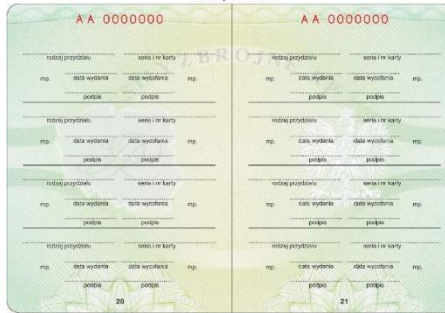 AA 0000000
ZBROJNE
rodzaj przydziału seria i nr karty
mp. data wydania data wycofania mp.
podpis podpis
rodzaj przydziału seria i nr karty
mp. data wydania data wycofania mp.
podpis podpis
rodzaj przydziału seria i nr karty
mp. data wydania data wycofania mp.
podpis podpis
rodzaj przydziału seria i nr karty
mp. data wydania data wycofania mp.
podpis podpis
20
AA 0000000
rodzaj przydziału seria i nr karty
mp. data wydania data wycofania mp.
podpis podpis
rodzaj przydziału seria i nr karty
mp. data wydania data wycofania mp.
podpis podpis
rodzaj przydziału seria i nr karty
mp. data wydania data wycofania mp.
podpis podpis
rodzaj przydziału seria i nr karty
mp. data wydania data wycofania mp.
podpis podpis
21